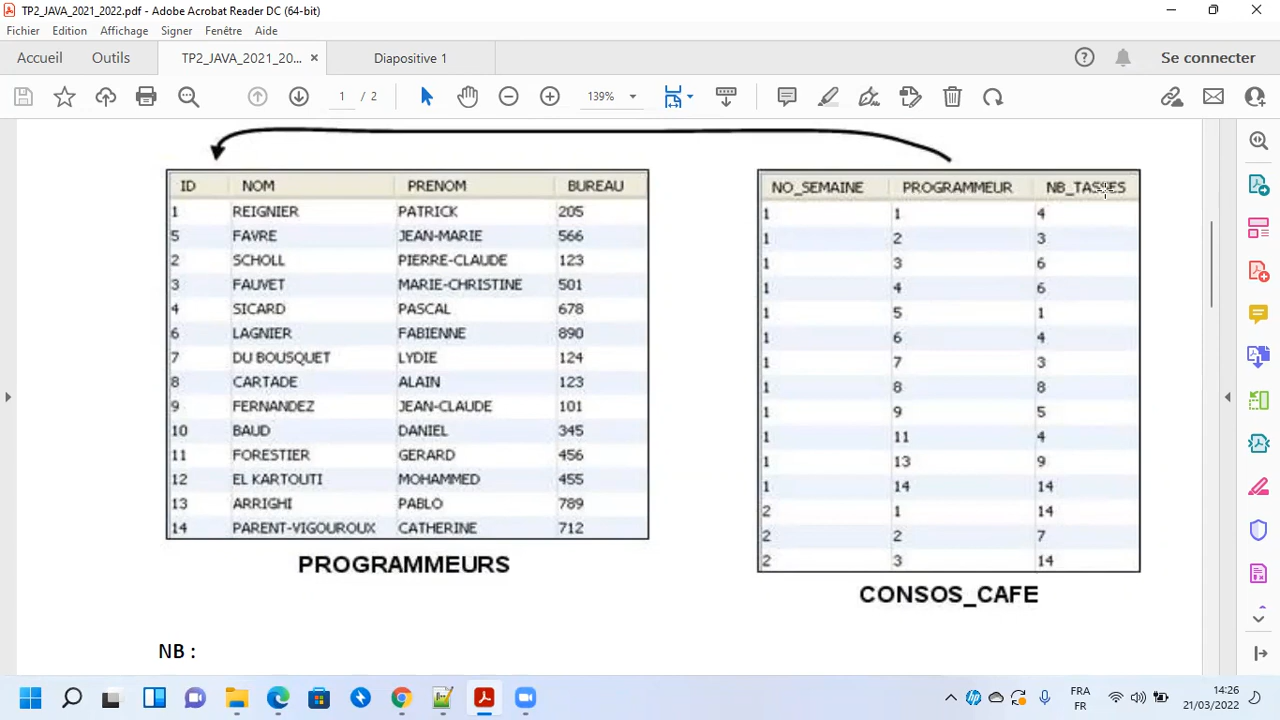 TP2_JAVA_2021_2022.pdf - Adobe Acrobat Reader DC (64-bit)
Fichier Edition Affichage Signer Fenêtre Aide
Accueil Outils TP2_JAVA_2021_20... × Diapositive 1 Se connecter
1 / 2 139%
ID NOM PRENOM BUREAU
1 REIGNIER PATRICK 205
5 FAVRE JEAN-MARIE 566
2 SCHOLL PIERRE-CLAUDE 123
3 FAUVET MARIE-CHRISTINE 501
4 SICARD PASCAL 678
6 LAGNIER FABIENNE 890
7 DU BOUSQUET LYDIE 124
8 CARTADE ALAIN 123
9 FERNANDEZ JEAN-CLAUDE 101
10 BAUD DANIEL 345
11 FORESTIER GERARD 456
12 EL KARTOUTI MOHAMMED 455
13 ARRIGHI PABLO 789
14 PARENT-VIGOUROUX CATHERINE 712
PROGRAMMEURS
NO_SEMAINE PROGRAMMEUR NB_TASSES
1 1 4
1 2 3
1 3 6
1 4 6
1 5 1
1 6 4
1 7 3
1 8 8
1 9 5
1 11 4
1 13 9
1 14 14
2 1 14
2 2 7
2 3 14
CONSOS_CAFE
NB :
FRA
FR
14:26
21/03/2022